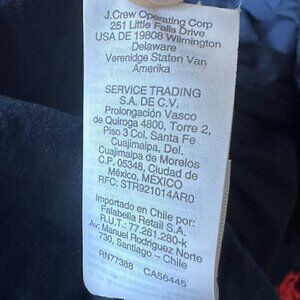 J.Crew Operating Corp
251 Little Falls Drive
USA DE 19808 Wilmington
Delaware
Verenidge Staten Van
Amerika
SERVICE TRADING
S.A. DE C.V.
Prolongación Vasco
de Quiroga 4800, Torre 2,
Piso 3 Col. Santa Fe
Cuajimalpa, Del.
Cuajimalpa de Morelos
C.P. 05348, Ciudad de
México, MÉXICO
RFC: STR921014AR0
Importado en Chile por:
Falabella Retail S.A.
R.U.T.: 77.261.280-k
Av: Manuel Rodriguez Norte
730, Santiago - Chile
RN77388 CA56445